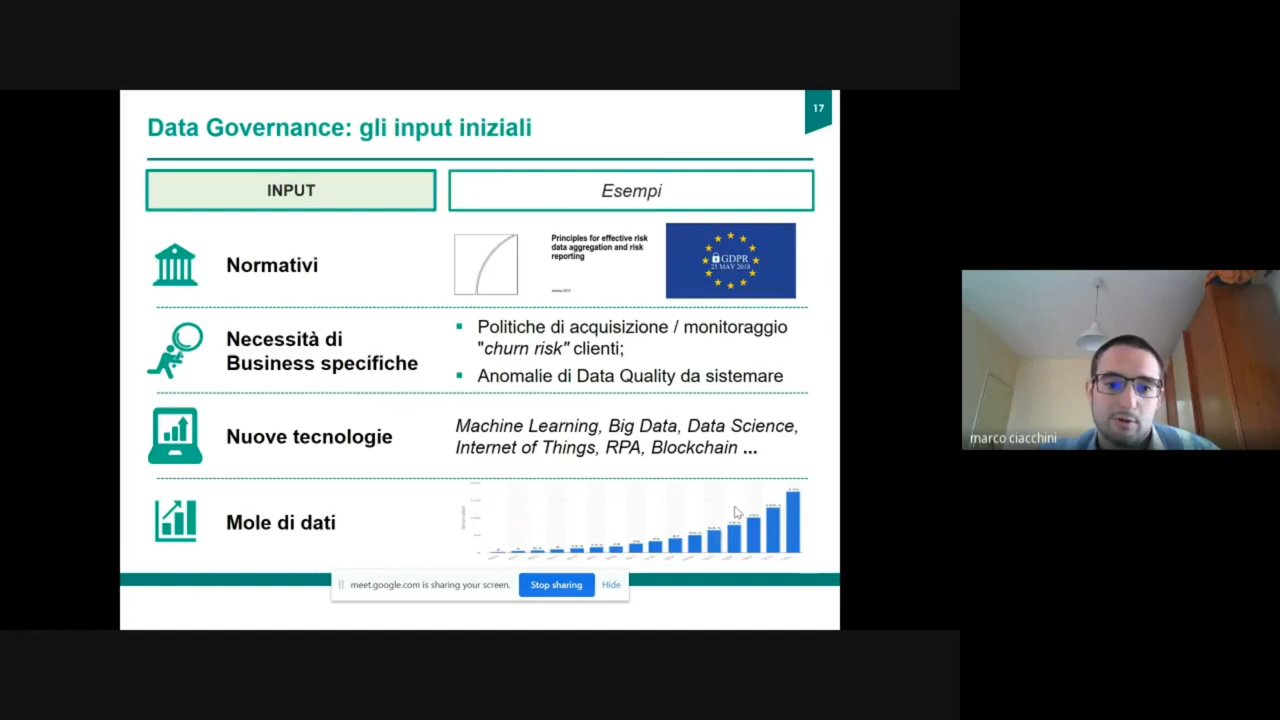 17
Data Governance: gli input iniziali
INPUT
Esempi
Normativi
Principles for effective risk
data aggregation and risk
reporting
GDPR
25 MAY 2018
Necessità di
Business specifiche
Politiche di acquisizione / monitoraggio
"churn risk" clienti;
Anomalie di Data Quality da sistemare
Nuove tecnologie
Machine Learning, Big Data, Data Science,
Internet of Things, RPA, Blockchain ...
Mole di dati
meet.google.com is sharing your screen.
Stop sharing
Hide
marco ciacchini